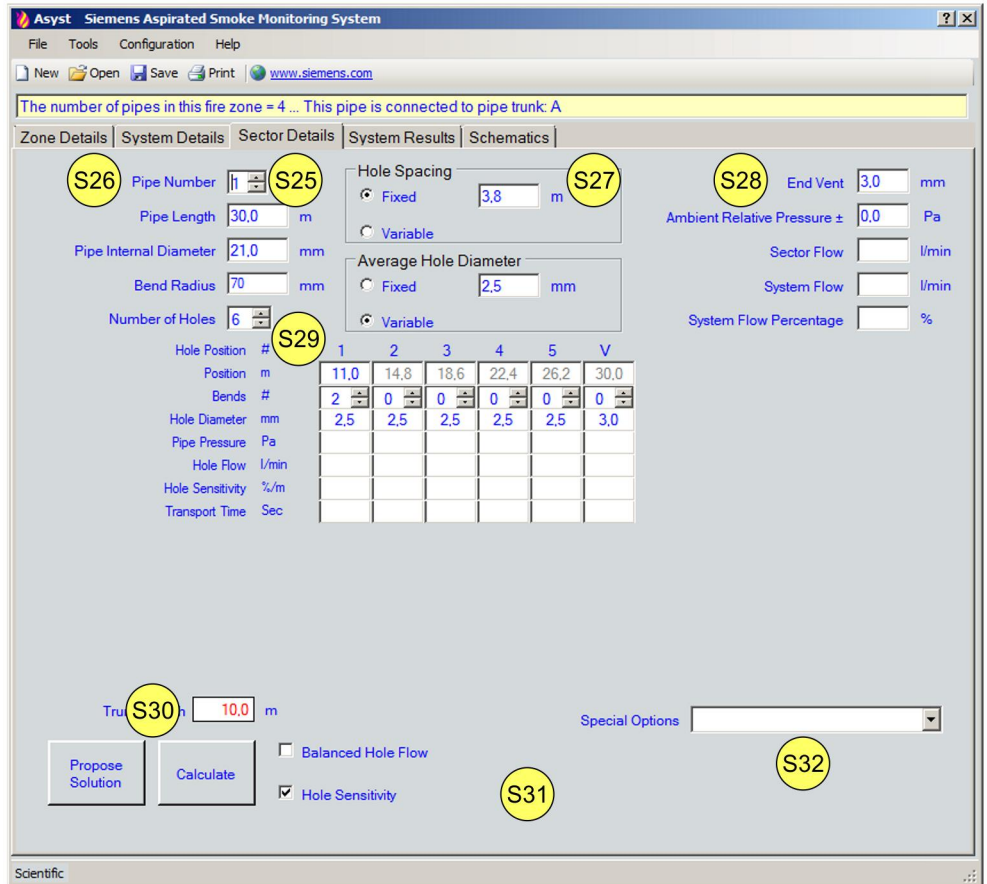 Asyst Siemens Aspirated Smoke Monitoring System
File Tools Configuration Help
New Open Save Print www.siemens.com
The number of pipes in this fire zone = 4 ... This pipe is connected to pipe trunk: A
Zone Details System Details Sector Details System Results Schematics
S26 Pipe Number 1 S25
Pipe Length 30,0 m
Pipe Internal Diameter 21,0 mm
Bend Radius 70 mm
Number of Holes 6
S29
Hole Spacing
Fixed 3,8 m
S27
Variable
Average Hole Diameter
Fixed 2,5 mm
Variable
S28 End Vent 3,0 mm
Ambient Relative Pressure ± 0,0 Pa
Sector Flow l/min
System Flow l/min
System Flow Percentage %
Hole Position # 1 2 3 4 5 V
Position m 11,0 14,8 18,6 22,4 26,2 30,0
Bends # 2 0 0 0 0 0
Hole Diameter mm 2,5 2,5 2,5 2,5 2,5 3,0
Pipe Pressure Pa
Hole Flow l/min
Hole Sensitivity %/m
Transport Time Sec
S30 10,0 m
Special Options
S32
Propose
Solution
Calculate
Balanced Hole Flow
Hole Sensitivity
S31
Scientific